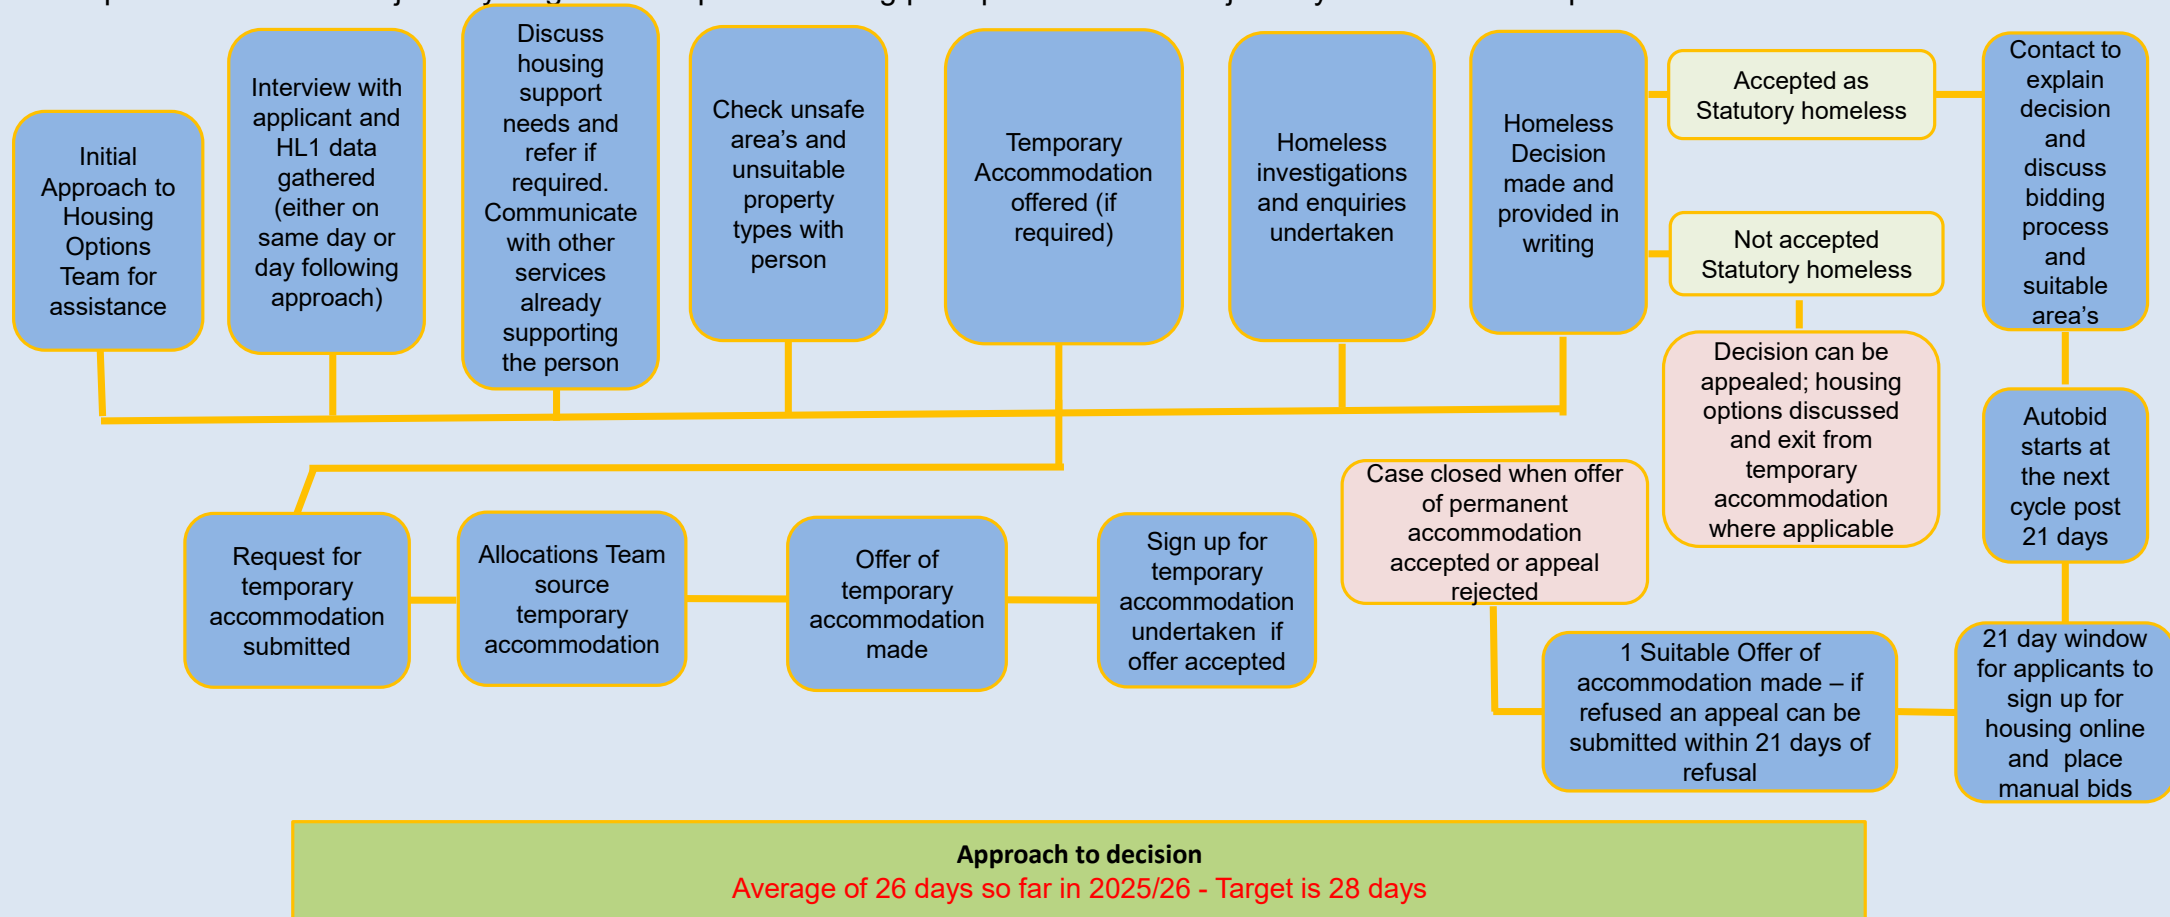 Initial
Approach to
Housing
Options
Team for
assistance
Interview with
applicant and
HL1 data
gathered
(either on
same day or
day following
approach)
Discuss
housing
support
needs and
refer if
required.
Communicate
with other
services
already
supporting
the person
Check unsafe
area’s and
unsuitable
property
types with
person
Temporary
Accommodation
offered (if
required)
Homeless
investigations
and enquiries
undertaken
Homeless
Decision
made and
provided in
writing
Accepted as
Statutory homeless
Not accepted
Statutory homeless
Decision can be
appealed; housing
options discussed
and exit from
temporary
accommodation
where applicable
Contact to
explain
decision
and
discuss
bidding
process
and
suitable
area’s
Autobid
starts at
the next
cycle post
21 days
21 day window
for applicants to
sign up for
housing online
and  place
manual bids
1 Suitable Offer of
accommodation made – if
refused an appeal can be
submitted within 21 days of
refusal
Case closed when offer
of permanent
accommodation
accepted or appeal
rejected
Request for
temporary
accommodation
submitted
Allocations Team
source
temporary
accommodation
Offer of
temporary
accommodation
made
Sign up for
temporary
accommodation
undertaken  if
offer accepted
Approach to decision
Average of 26 days so far in 2025/26 - Target is 28 days